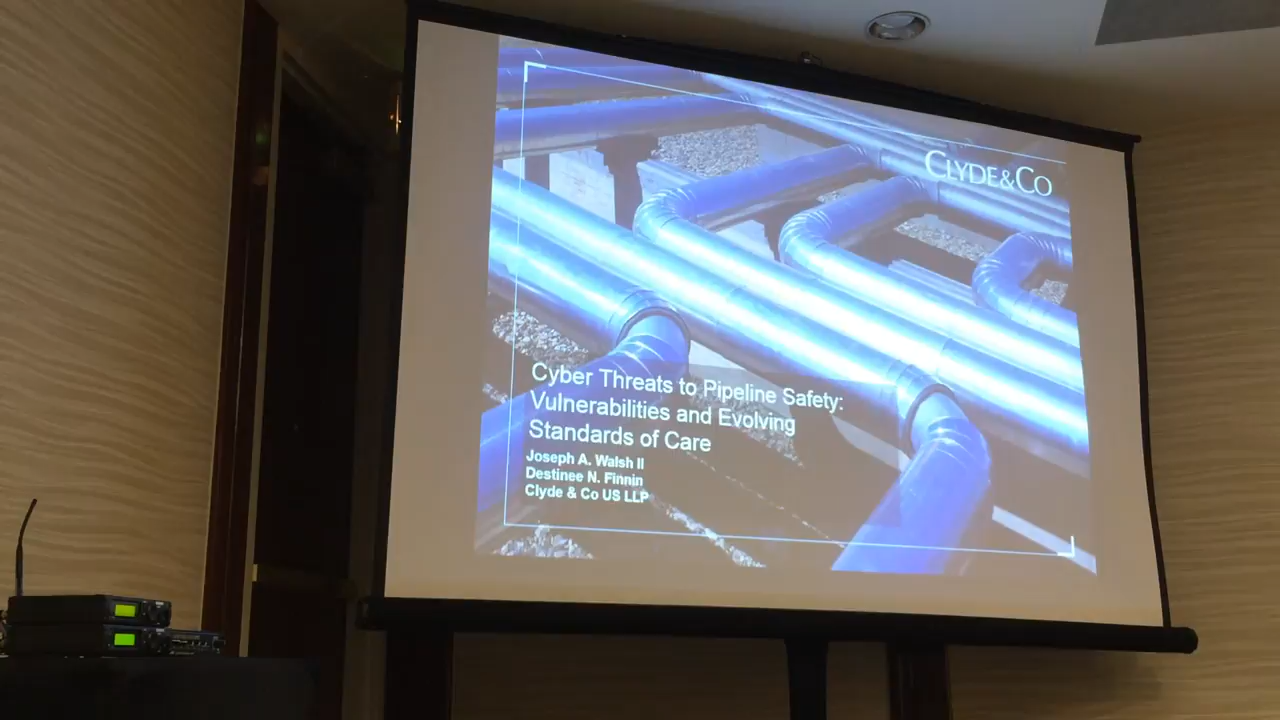 CLYDE&CO
Cyber Threats to Pipeline Safety:
Vulnerabilities and Evolving
Standards of Care
Joseph A. Walsh II
Destinee N. Finnin
Clyde & Co US LLP